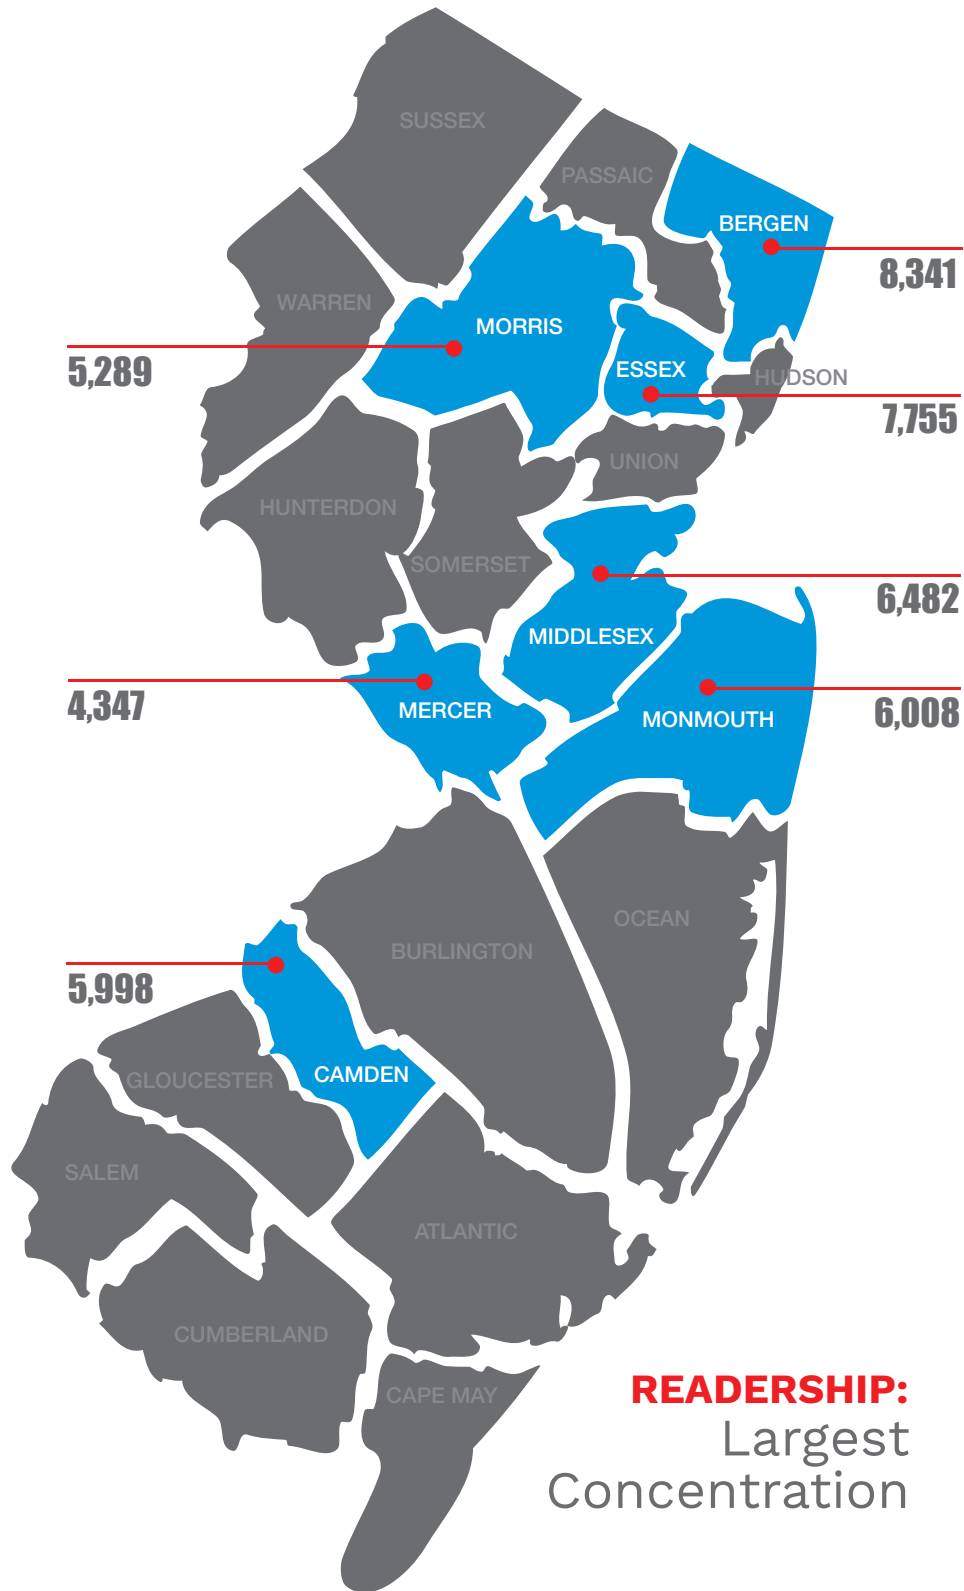 SUSSEX
PASSAIC
BERGEN
8,341
WARREN
MORRIS
5,289
ESSEX
HUDSON
7,755
UNION
HUNTERDON
SOMERSET
6,482
MIDDLESEX
4,347
MERCER
MONMOUTH
6,008
OCEAN
BURLINGTON
5,998
CAMDEN
GLOUCESTER
SALEM
ATLANTIC
CUMBERLAND
CAPE MAY
READERSHIP:
Largest
Concentration